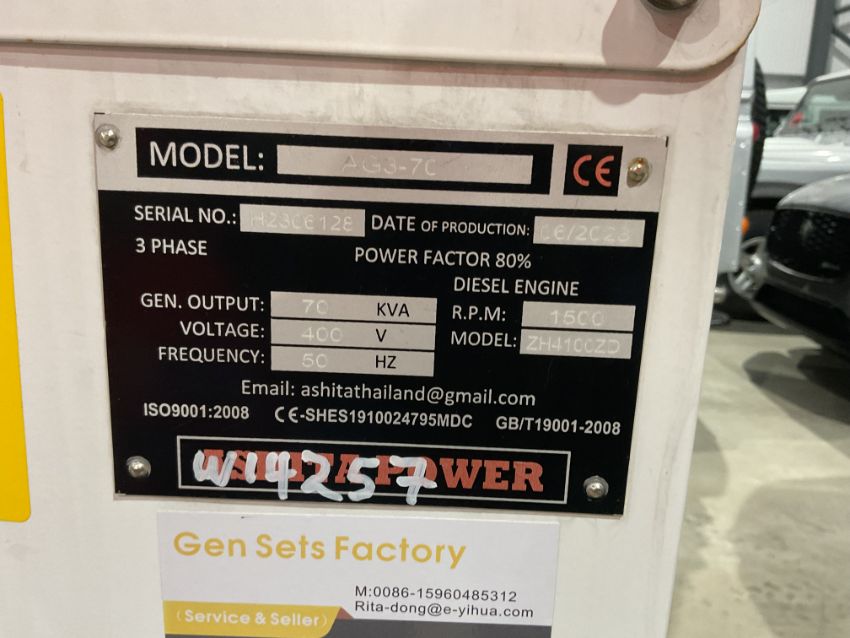 MODEL: AG3-70 CE
SERIAL NO.: H2306128 DATE OF PRODUCTION: 06/2023
3 PHASE POWER FACTOR 80%
DIESEL ENGINE
GEN. OUTPUT: 70 KVA R.P.M: 1500
VOLTAGE: 400 V MODEL: ZH4100ZD
FREQUENCY: 50 HZ
Email: ashitathailand@gmail.com
ISO9001:2008 CE-SHES1910024795MDC GB/T19001-2008
ASHITA POWER
W14257
Gen Sets Factory
M:0086-15960485312
Rita-dong@e-yihua.com
(Service & Seller)